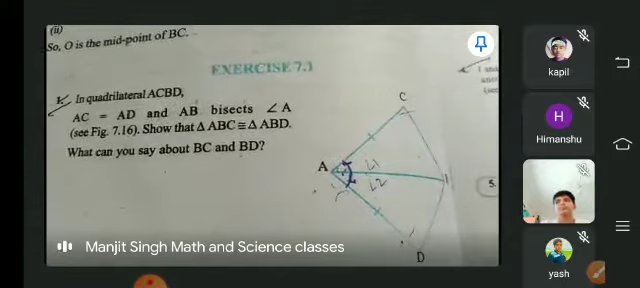 (ii)
So, O is the mid-point of BC.
EXERCISE 7.1
1. In quadrilateral ACBD,
AC = AD and AB bisects ∠ A
(see Fig. 7.16). Show that Δ ABC ≅ Δ ABD.
What can you say about BC and BD?
C
A
∠1
∠2
D
5.
Manjit Singh Math and Science classes
kapil
H
Himanshu
yash